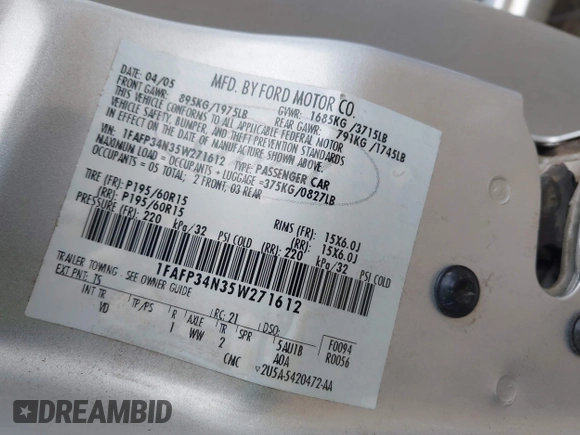 MFD. BY FORD MOTOR CO.
DATE: 04/05 GVWR: 1685KG /3715LB
FRONT GAWR: 895KG/1975LB REAR GAWR: 791KG /1745LB
THIS VEHICLE CONFORMS TO ALL APPLICABLE FEDERAL MOTOR
VEHICLE SAFETY, BUMPER, AND THEFT PREVENTION STANDARDS
IN EFFECT ON THE DATE OF MANUFACTURE SHOWN ABOVE.
VIN: 1FAFP34N35W271612 TYPE: PASSENGER CAR
MAXIMUM LOAD = OCCUPANTS + LUGGAGE =375KG/0827LB
OCCUPANTS = 05 TOTAL; 2 FRONT, 03 REAR
TIRE (FR): P195/60R15 RIMS (FR): 15X6.0J
(RR): P195/60R15 (RR): 15X6.0J
PRESSURE (FR): 220 kPa/32 PSI COLD (RR): 220 kPa/32 PSI COLD
1FAFP34N35W271612
TRAILER TOWING - SEE OWNER GUIDE
EXT. PNT: TS RC: 21 DSO: F0094
INT TR TP/PS R AXLE TR SPR 5AU1B R0056
VD 1 WW 2 A0A
CMC v2U5A-5420472-AA
DREAMBID